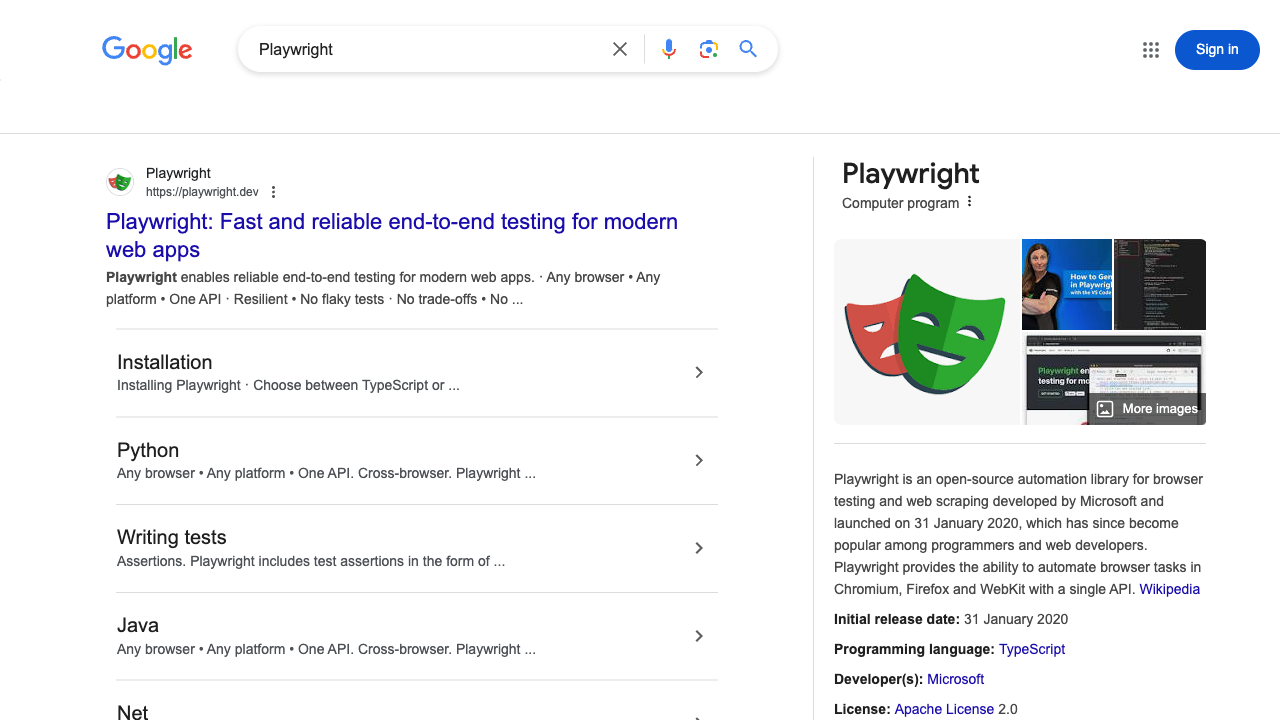 Google
Playwright
Sign in
Playwright
https://playwright.dev
Playwright: Fast and reliable end-to-end testing for modern
web apps
Playwright enables reliable end-to-end testing for modern web apps. · Any browser • Any
platform • One API · Resilient • No flaky tests · No trade-offs • No ...
Installation
Installing Playwright · Choose between TypeScript or ...
Python
Any browser • Any platform • One API. Cross-browser. Playwright ...
Writing tests
Assertions. Playwright includes test assertions in the form of ...
Java
Any browser • Any platform • One API. Cross-browser. Playwright ...
Net
Playwright
Computer program
How to Gen
in Playwrigh
with the VS Code
Playwright en
testing for mo
More images
Playwright is an open-source automation library for browser
testing and web scraping developed by Microsoft and
launched on 31 January 2020, which has since become
popular among programmers and web developers.
Playwright provides the ability to automate browser tasks in
Chromium, Firefox and WebKit with a single API. Wikipedia
Initial release date: 31 January 2020
Programming language: TypeScript
Developer(s): Microsoft
License: Apache License 2.0